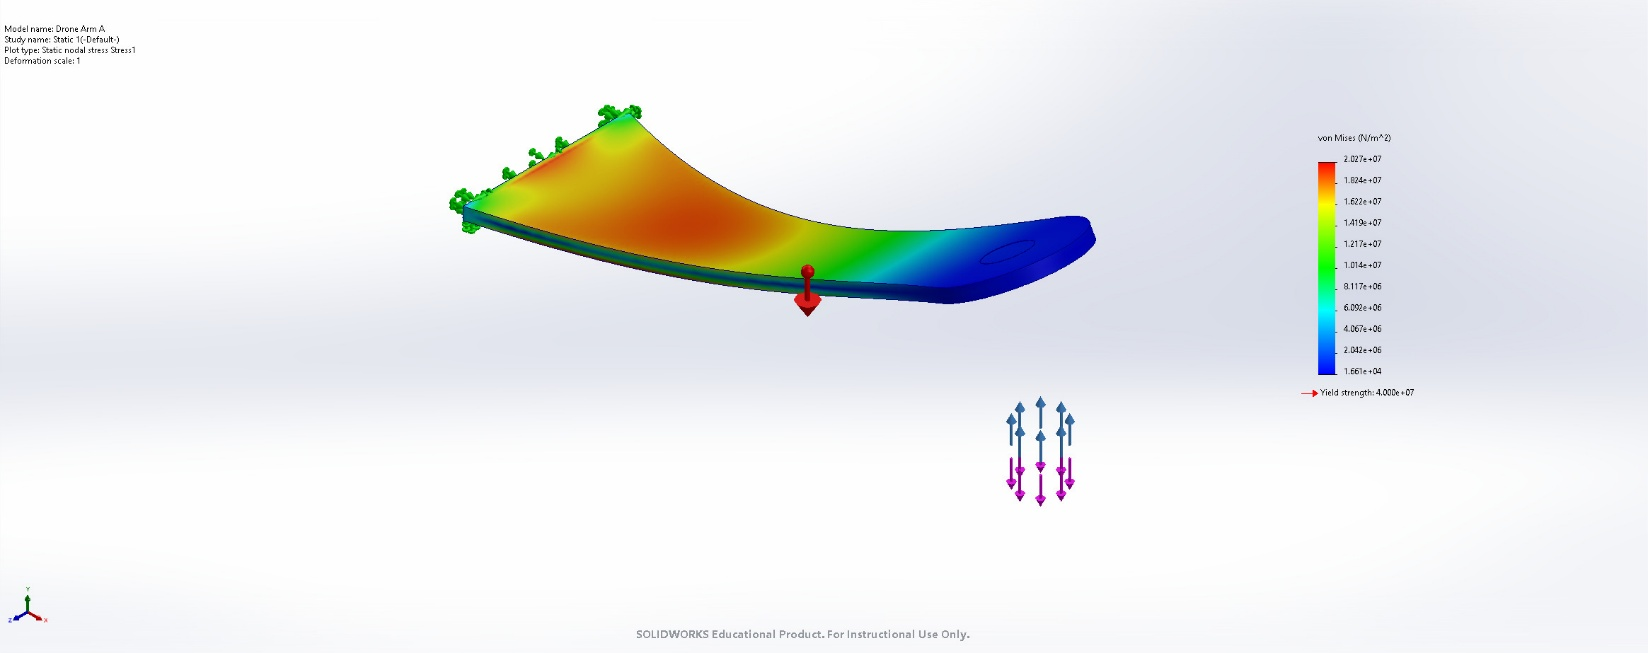 Model name: Drone Arm A
Study name: Static 1(-Default-)
Plot type: Static nodal stress Stress1
Deformation scale: 1
von Mises (N/m^2)
2.027e+07
1.824e+07
1.622e+07
1.419e+07
1.217e+07
1.014e+07
8.117e+06
6.092e+06
4.067e+06
2.042e+06
1.661e+04
Yield strength: 4.000e+07
Y
Z
X
SOLIDWORKS Educational Product. For Instructional Use Only.